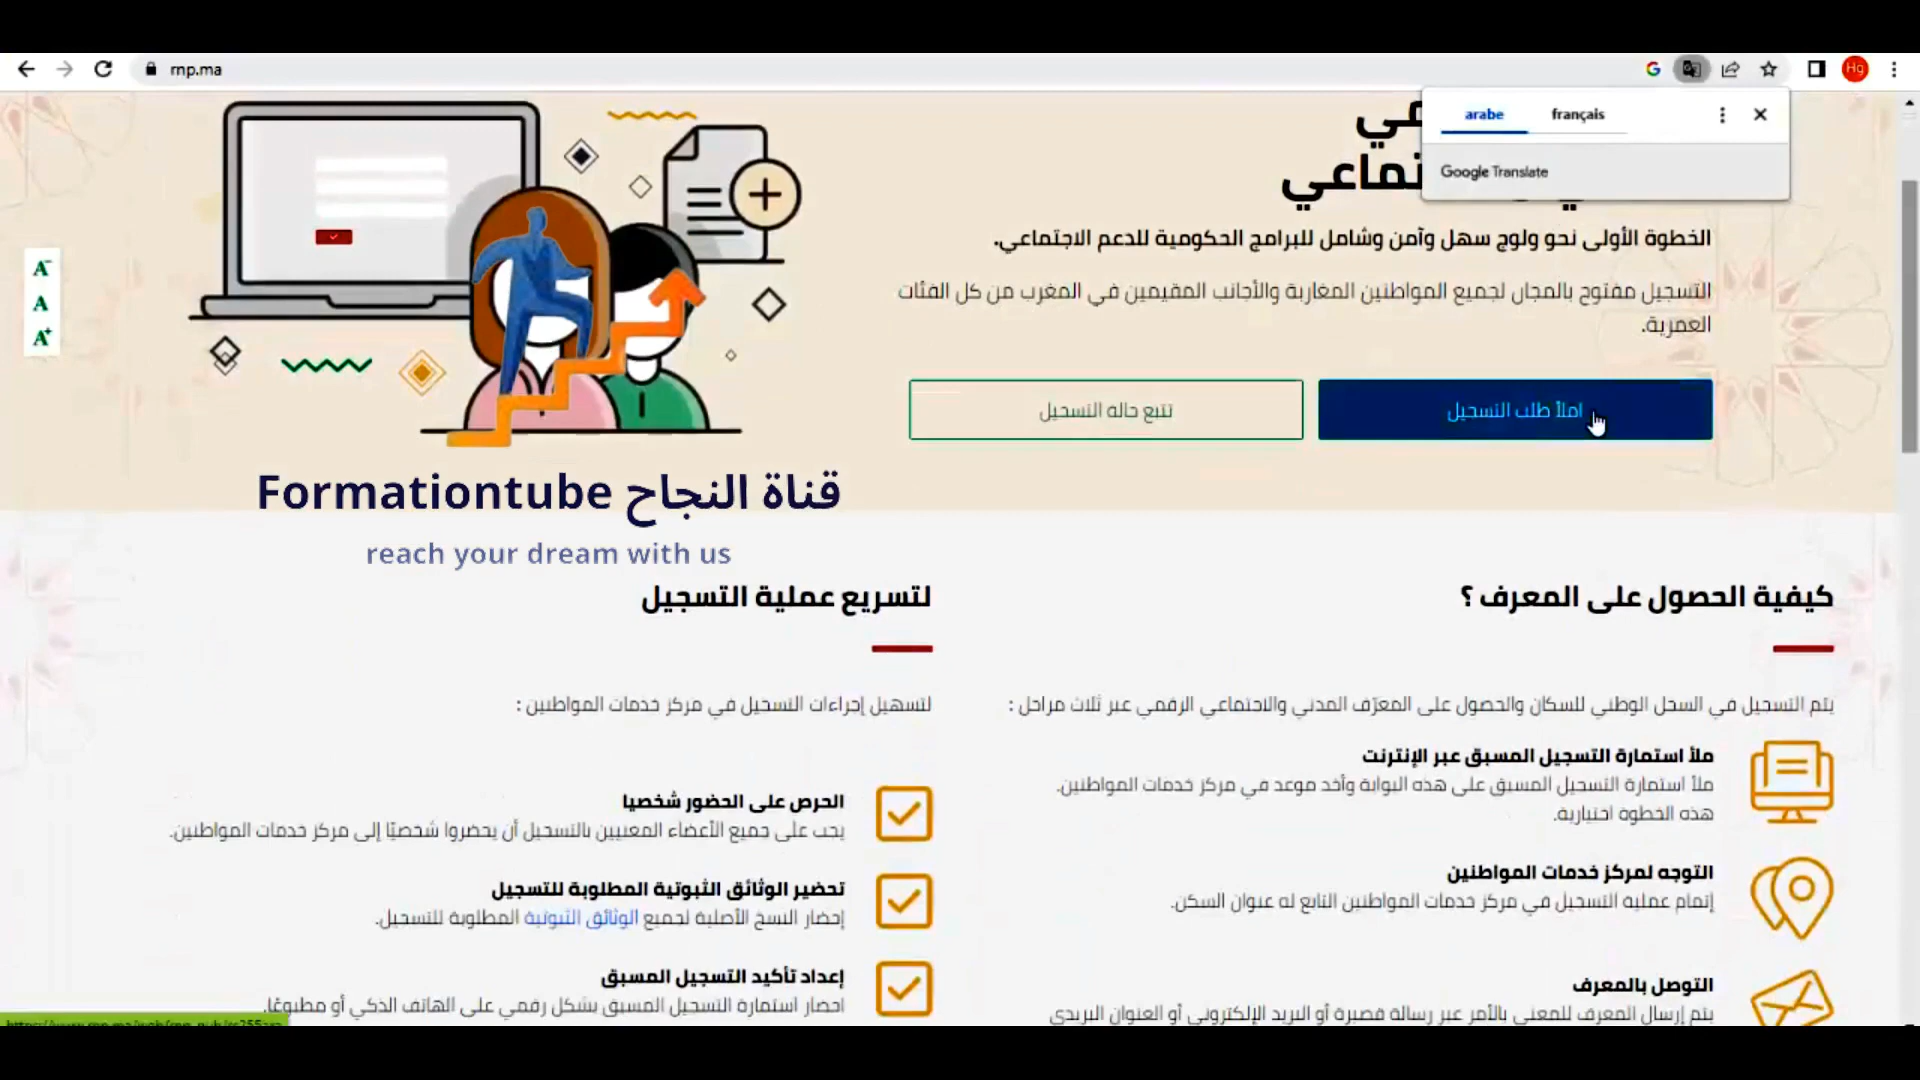 rnp.ma
Hg
arabe français
Google Translate
الخطوة الأولى نحو ولوج سهل وآمن وشامل للبرامج الحكومية للدعم الاجتماعي.
التسجيل مفتوح بالمجان لجميع المواطنين المغاربة والأجانب المقيمين في المغرب من كل الفئات
العمرية.
A-
A
A+
املأ طلب التسجيل
تتبع حالة التسجيل
Formationtube قناة النجاح
reach your dream with us
كيفية الحصول على المعرف ؟
يتم التسجيل في السجل الوطني للسكان والحصول على المعرّف المدني والاجتماعي الرقمي عبر ثلاث مراحل :
ملأ استمارة التسجيل المسبق عبر الإنترنت
ملأ استمارة التسجيل المسبق على هذه البوابة وأخد موعد في مركز خدمات المواطنين.
هذه الخطوة اختيارية.
التوجه لمركز خدمات المواطنين
إتمام عملية التسجيل في مركز خدمات المواطنين التابع له عنوان السكن.
التوصل بالمعرف
يتم إرسال المعرف للمعني بالأمر عبر رسالة قصيرة أو البريد الإلكتروني أو العنوان البريدي
لتسريع عملية التسجيل
لتسهيل إجراءات التسجيل في مركز خدمات المواطنين :
الحرص على الحضور شخصيا
يجب على جميع الأعضاء المعنيين بالتسجيل أن يحضروا شخصيًا إلى مركز خدمات المواطنين.
تحضير الوثائق الثبوتية المطلوبة للتسجيل
إحضار النسخ الأصلية لجميع الوثائق الثبوتية المطلوبة للتسجيل.
إعداد تأكيد التسجيل المسبق
احضار استمارة التسجيل المسبق بشكل رقمي على الهاتف الذكي أو مطبوعًا.